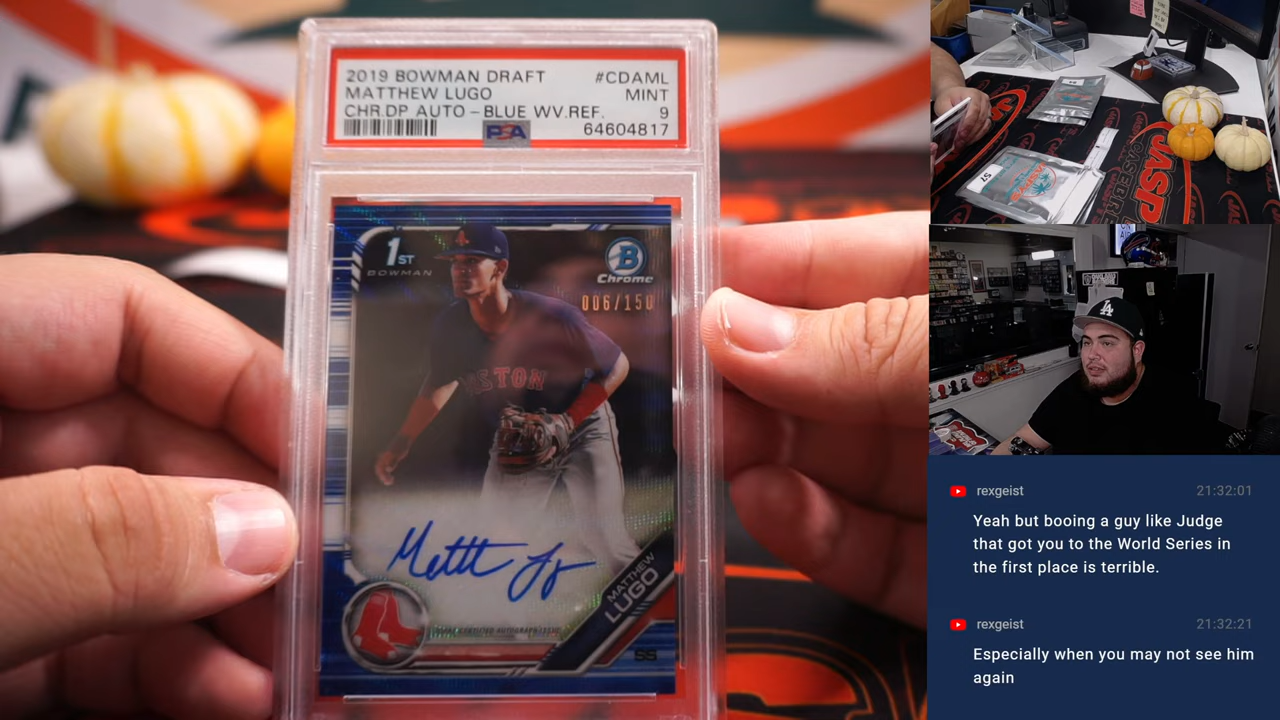 2019 BOWMAN DRAFT #CDAML
MATTHEW LUGO MINT
CHR.DP AUTO - BLUE WV.REF. 9
PSA 64604817
1ST
BOWMAN
B
Chrome
006/150
BOSTON
MATTHEW
LUGO
SS
JASP
57
LA
rexgeist 21:32:01
Yeah but booing a guy like Judge
that got you to the World Series in
the first place is terrible.
rexgeist 21:32:21
Especially when you may not see him
again